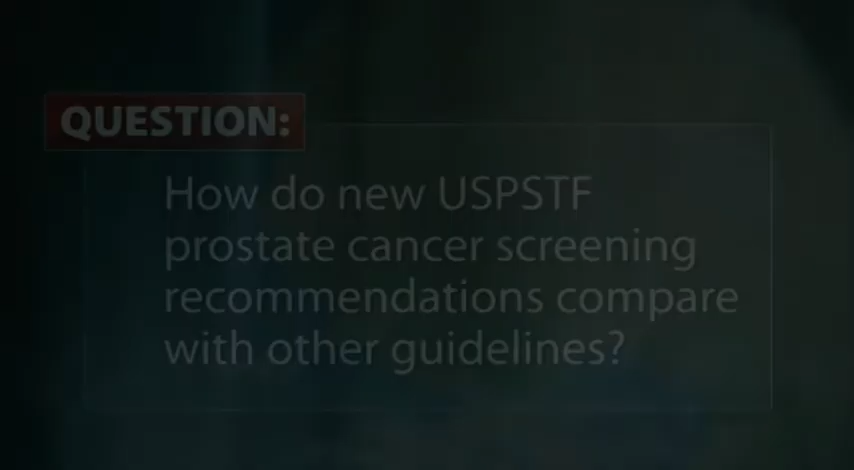 QUESTION:
How do new USPSTF
prostate cancer screening
recommendations compare
with other guidelines?